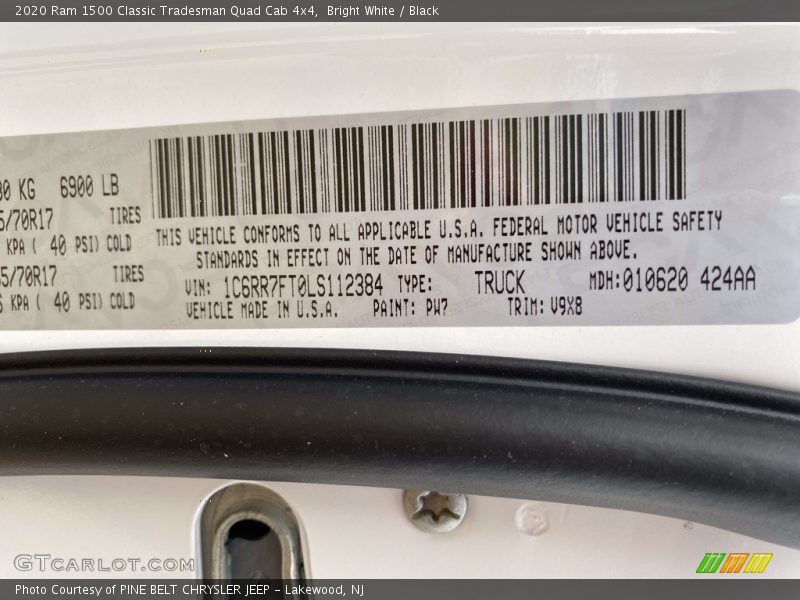 2020 Ram 1500 Classic Tradesman Quad Cab 4x4, Bright White / Black
KG 6900 LB
/70R17 TIRES
KPA ( 40 PSI) COLD
5/70R17 TIRES
KPA ( 40 PSI) COLD
THIS VEHICLE CONFORMS TO ALL APPLICABLE U.S.A. FEDERAL MOTOR VEHICLE SAFETY
STANDARDS IN EFFECT ON THE DATE OF MANUFACTURE SHOWN ABOVE.
VIN: 1C6RR7FT0LS112384 TYPE: TRUCK MDH:010620 424AA
VEHICLE MADE IN U.S.A. PAINT: PW7 TRIM: V9X8
GTCARLOT.COM
Photo Courtesy of PINE BELT CHRYSLER JEEP - Lakewood, NJ